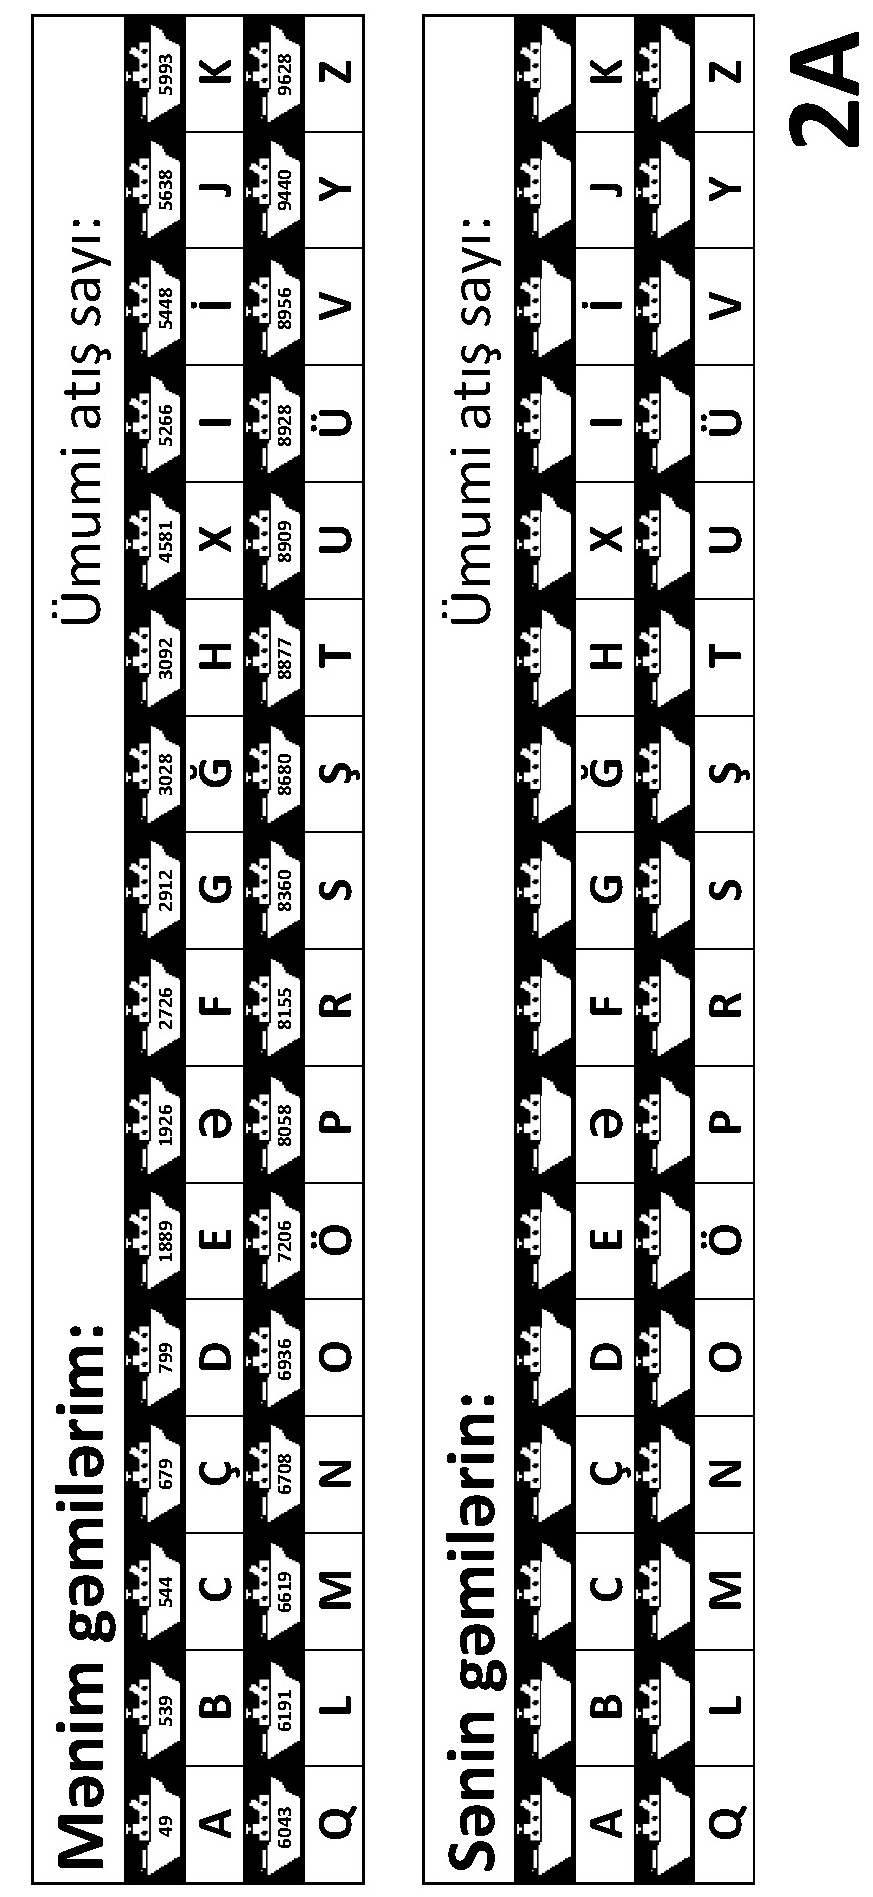 Mənim gəmilərim: Ümumi atış sayı:
49 539 544 679 799 1889 1926 2726 2912 3028 3092 4581 5266 5448 5638 5993
A B C Ç D E Ə F G Ğ H X I İ J K
6043 6191 6619 6708 6936 7206 8058 8155 8360 8680 8877 8909 8928 8956 9440 9628
Q L M N O Ö P R S Ş T U Ü V Y Z
Sənin gəmilərin: Ümumi atış sayı:
A B C Ç D E Ə F G Ğ H X I İ J K
Q L M N O Ö P R S Ş T U Ü V Y Z
2A